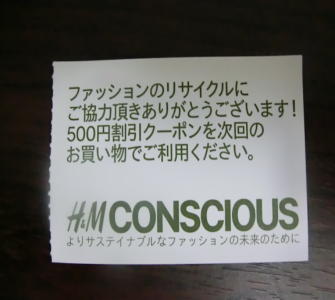 ファッションのリサイクルに
ご協力頂きありがとうございます!
500円割引クーポンを次回の
お買い物でご利用ください。
H&M CONSCIOUS
よりサステイナブルなファッションの未来のために